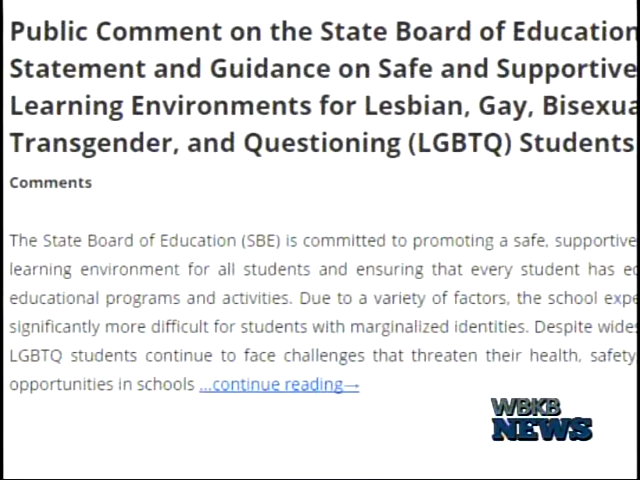 Public Comment on the State Board of Education
Statement and Guidance on Safe and Supportive
Learning Environments for Lesbian, Gay, Bisexua
Transgender, and Questioning (LGBTQ) Students
Comments
The State Board of Education (SBE) is committed to promoting a safe, supportive
learning environment for all students and ensuring that every student has e
educational programs and activities. Due to a variety of factors, the school expe
significantly more difficult for students with marginalized identities. Despite wides
LGBTQ students continue to face challenges that threaten their health, safety
opportunities in schools ...continue reading→
WBKB
NEWS